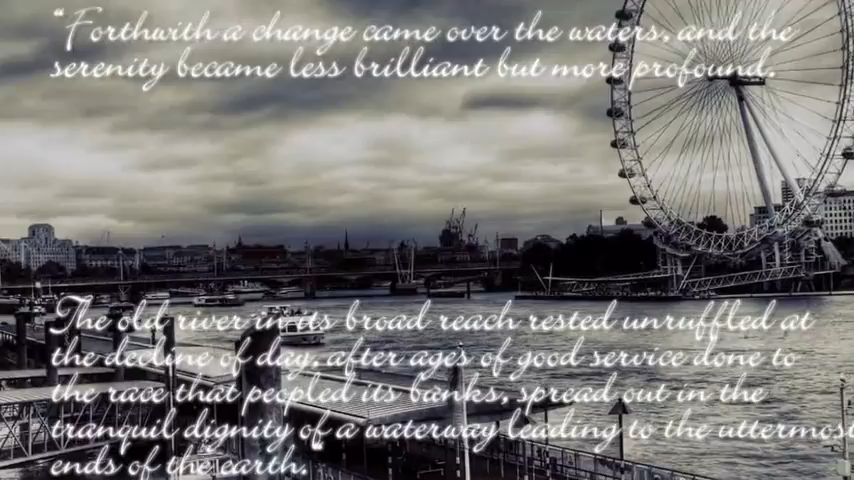 “Forthwith a change came over the waters, and the
serenity became less brilliant but more profound.
The old river in its broad reach rested unruffled at
the decline of day, after ages of good service done to
the race that peopled its banks, spread out in the
tranquil dignity of a waterway leading to the uttermost
ends of the earth.“